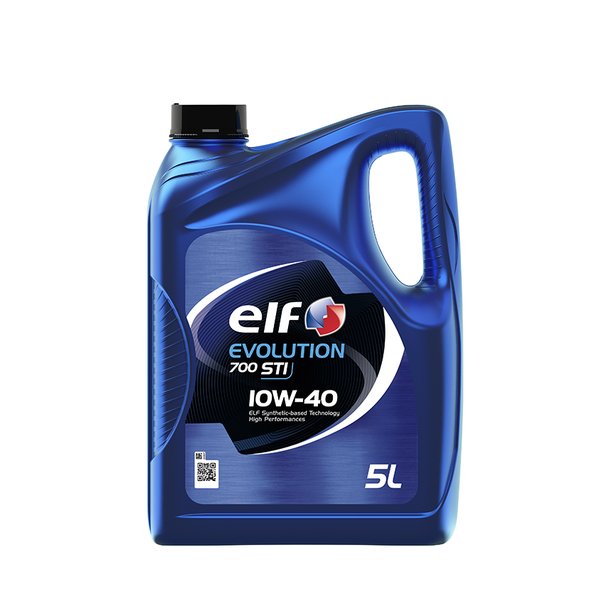 elf
EVOLUTION
700 STI
10W-40
ELF Synthetic-based Technology
High Performances
5L